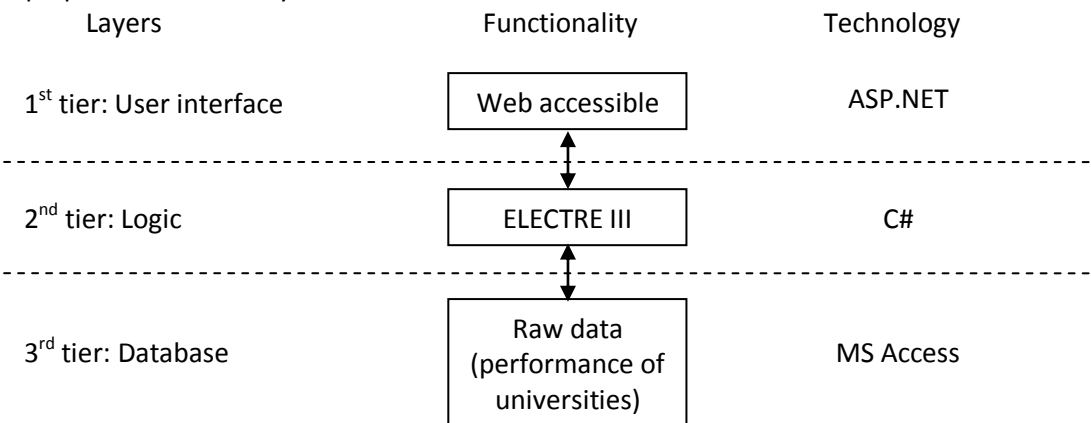 Layers Functionality Technology
1st tier: User interface Web accessible ASP.NET
2nd tier: Logic ELECTRE III C#
Raw data
3rd tier: Database (performance of MS Access
universities)